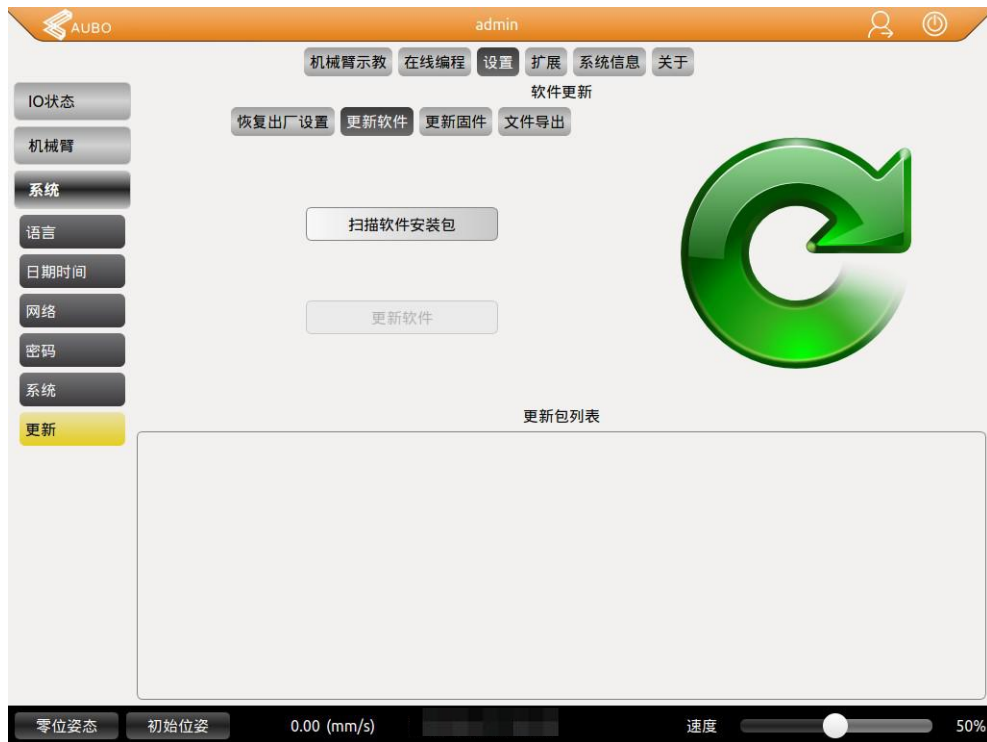 AUBO admin
机械臂示教 在线编程 设置 扩展 系统信息 关于
软件更新
恢复出厂设置 更新软件 更新固件 文件导出
IO状态
机械臂
系统
语言
日期时间
网络
密码
系统
更新
扫描软件安装包
更新软件
更新包列表
零位姿态 初始位姿 0.00 (mm/s) 速度 50%